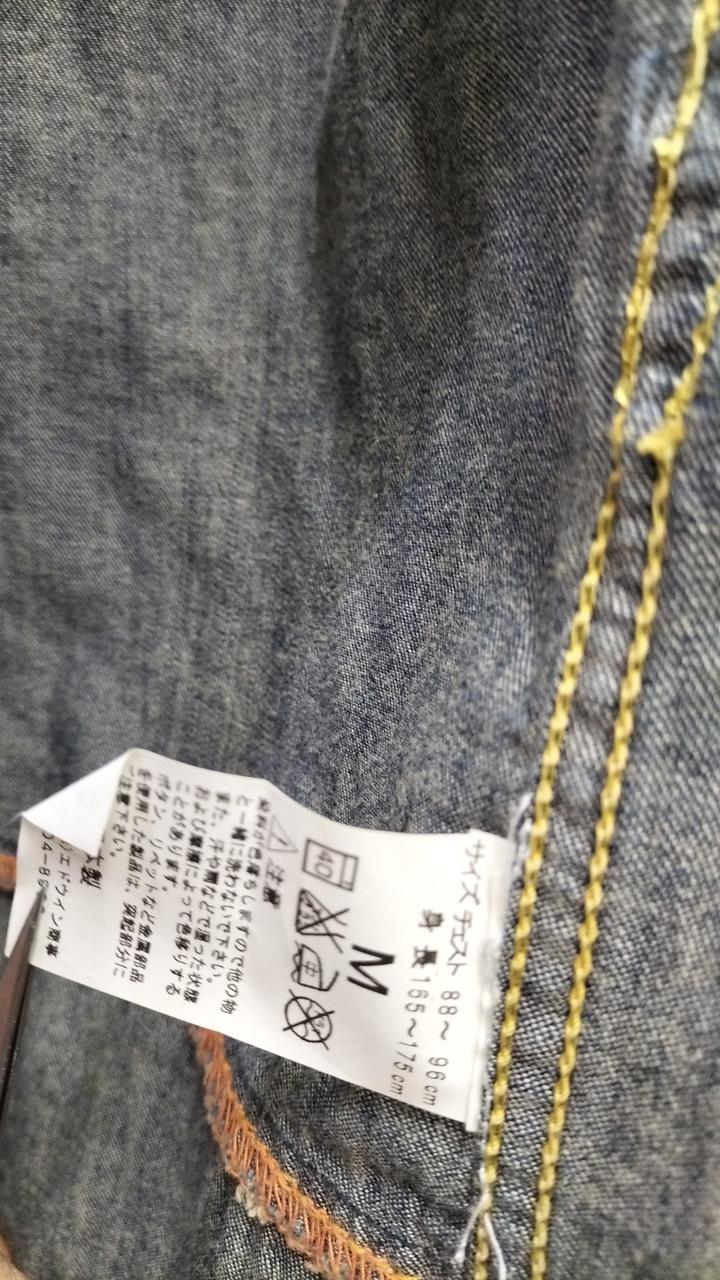 サイズ チェスト 88〜 96cm
身 長 165〜175cm
M
40
注意
色落ちしますので他の物
と一緒に洗わないで下さい。
また、汗や雨などで湿った状態
および摩擦によって色移りする
ことがあります。
ボタン、リベットなど金属部品
を使用した製品は、突起部分に
ご注意下さい。
製
エドウイン商事